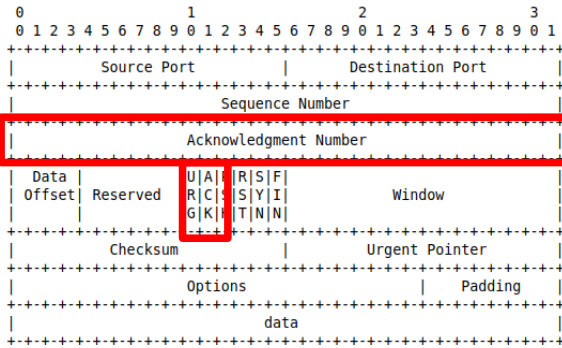 0                   1                   2                   3
0 1 2 3 4 5 6 7 8 9 0 1 2 3 4 5 6 7 8 9 0 1 2 3 4 5 6 7 8 9 0 1
+-+-+-+-+-+-+-+-+-+-+-+-+-+-+-+-+-+-+-+-+-+-+-+-+-+-+-+-+-+-+-+-
|          Source Port          |       Destination Port
+-+-+-+-+-+-+-+-+-+-+-+-+-+-+-+-+-+-+-+-+-+-+-+-+-+-+-+-+-+-+-+-
|                        Sequence Number
+-+-+-+-+-+-+-+-+-+-+-+-+-+-+-+-+-+-+-+-+-+-+-+-+-+-+-+-+-+-+-+-
|                    Acknowledgment Number
+-+-+-+-+-+-+-+-+-+-+-+-+-+-+-+-+-+-+-+-+-+-+-+-+-+-+-+-+-+-+-+-
|  Data |           |U|A| |R|S|F|
| Offset| Reserved  |R|C| |S|Y|I|            Window
|       |           |G|K| |T|N|N|
+-+-+-+-+-+-+-+-+-+-+-+-+-+-+-+-+-+-+-+-+-+-+-+-+-+-+-+-+-+-+-+-
|           Checksum            |         Urgent Pointer
+-+-+-+-+-+-+-+-+-+-+-+-+-+-+-+-+-+-+-+-+-+-+-+-+-+-+-+-+-+-+-+-
|                    Options                    |    Padding    |
+-+-+-+-+-+-+-+-+-+-+-+-+-+-+-+-+-+-+-+-+-+-+-+-+-+-+-+-+-+-+-+-
|                             data
+-+-+-+-+-+-+-+-+-+-+-+-+-+-+-+-+-+-+-+-+-+-+-+-+-+-+-+-+-+-+-+-